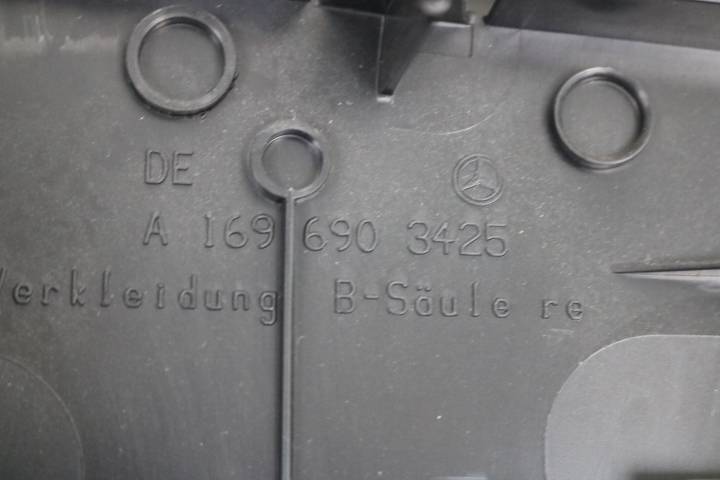 DE
A 169 690 3425
Verkleidung B-Säule re